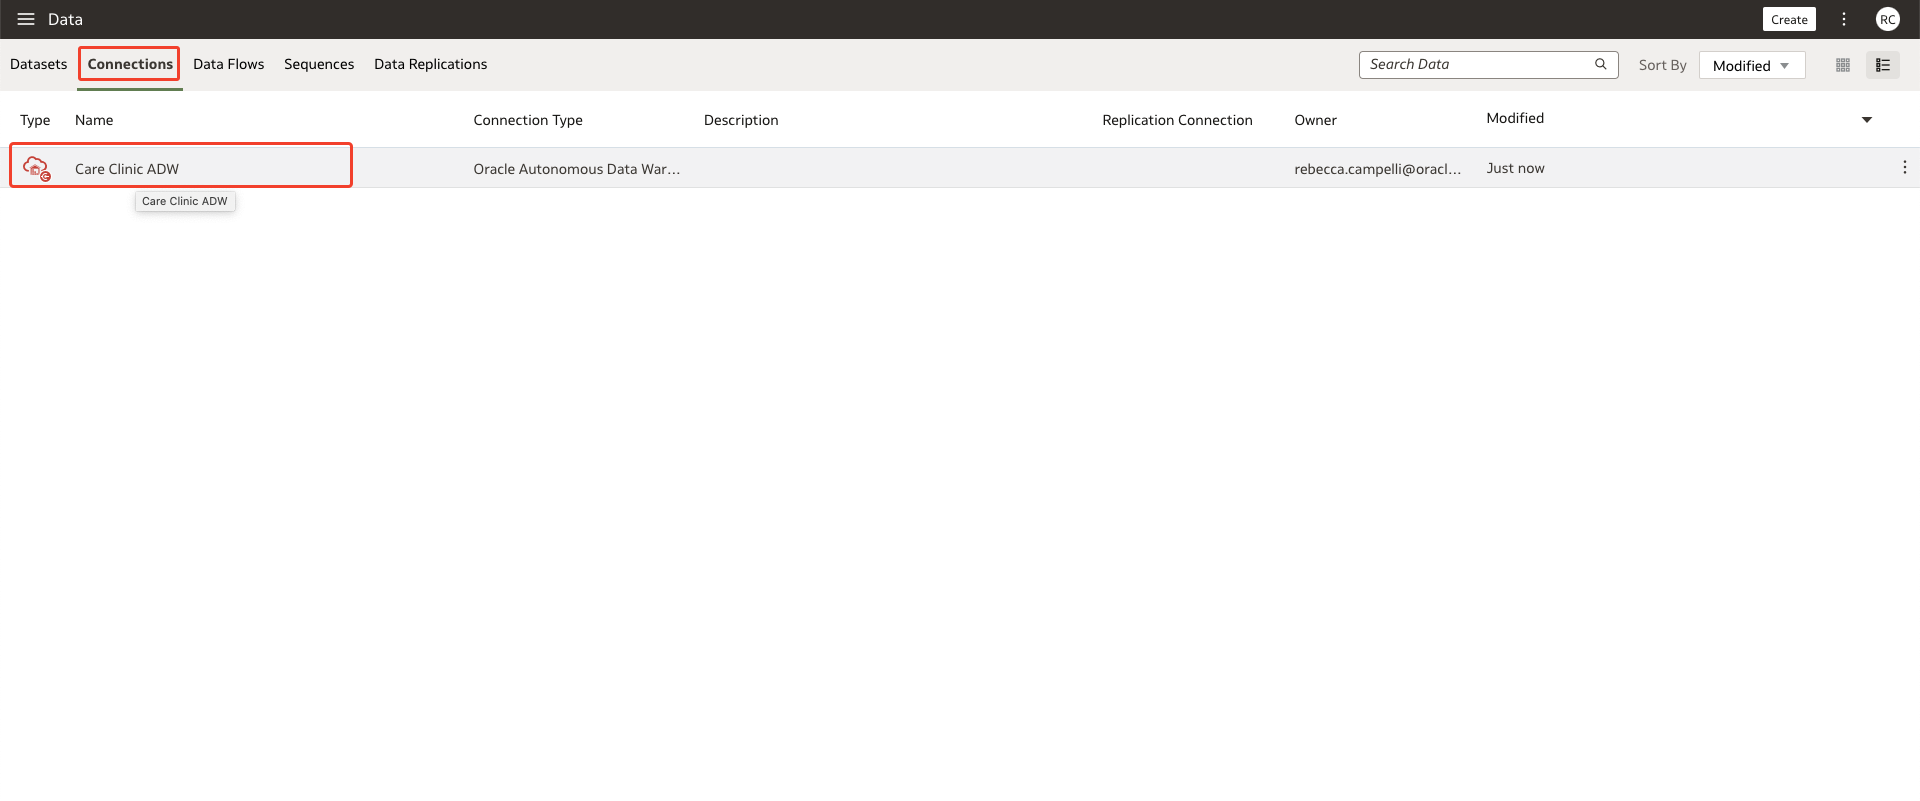 Data
Create
RC
Datasets Connections Data Flows Sequences Data Replications
Search Data
Sort By
Modified
Type Name Connection Type Description Replication Connection Owner Modified
Care Clinic ADW Oracle Autonomous Data War... rebecca.campelli@oracl... Just now
Care Clinic ADW